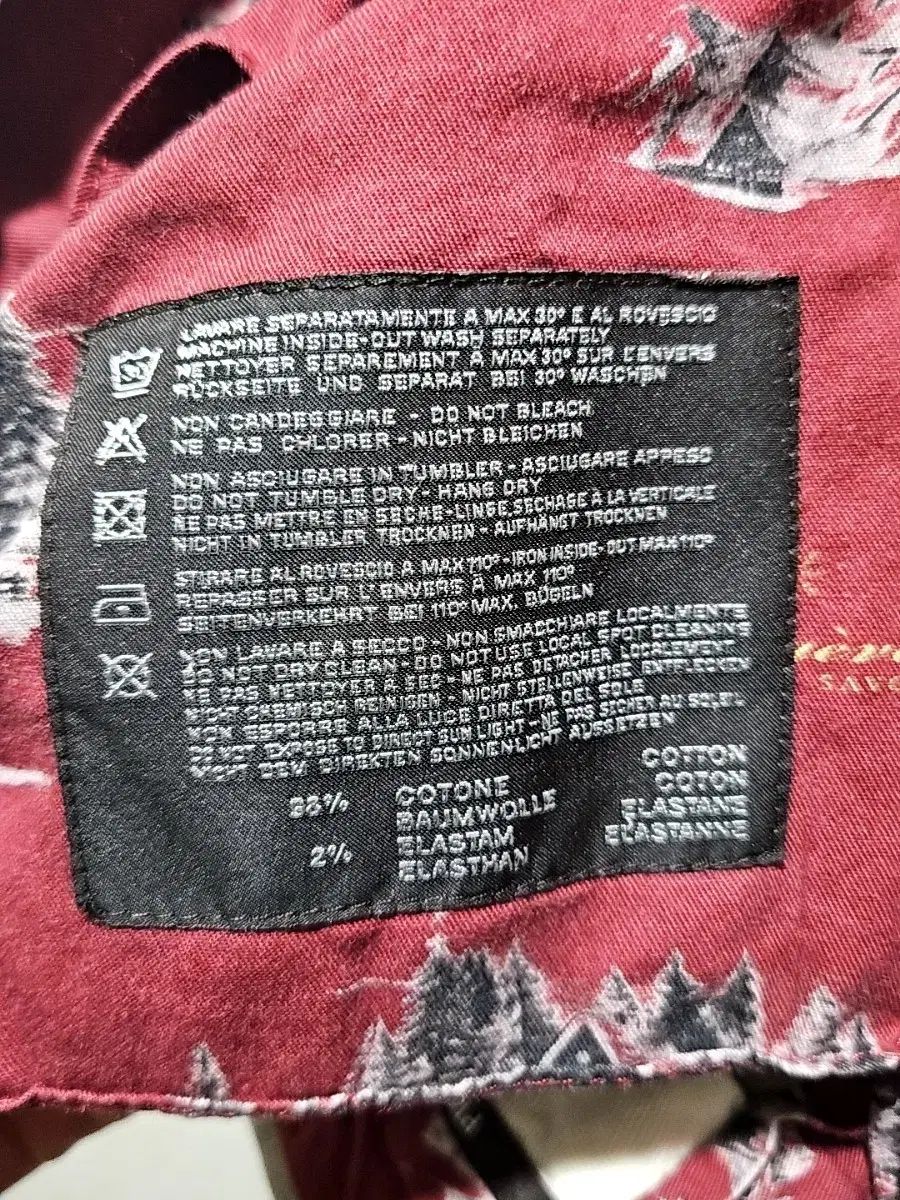 LAVARE SEPARATAMENTE A MAX 30° E AL ROVESCIO
MACHINE INSIDE-OUT WASH SEPARATELY
NETTOYER SEPAREMENT A MAX 30° SUR L'ENVERS
RÜCKSEITE UND SEPARAT BEI 30° WASCHEN
NON CANDEGGIARE - DO NOT BLEACH
NE PAS CHLORER - NICHT BLEICHEN
NON ASCIUGARE IN TUMBLER - ASCIUGARE APPESO
DO NOT TUMBLE DRY - HANG DRY
NE PAS METTRE EN SECHE-LINGE, SECHAGE À LA VERTICALE
NICHT IN TUMBLER TROCKNEN - AUFHÄNGT TROCKNEN
STIRARE AL ROVESCIO A MAX 110° - IRON INSIDE-OUT MAX 110°
REPASSER SUR L'ENVERS À MAX 110°
SEITENVERKEHRT BEI 110° MAX. BÜGELN
NON LAVARE A SECCO - NON SMACCHIARE LOCALMENTE
DO NOT DRY CLEAN - DO NOT USE LOCAL SPOT CLEANING
NE PAS NETTOYER À SEC - NE PAS DETACHER LOCALEMENT
NICHT CHEMISCH REINIGEN - NICHT STELLENWEISE
NON ESPORRE ALLA LUCE DIRETTA DEL SOLE
DO NOT EXPOSE TO DIRECT SUN LIGHT - NE PAS SECHER AU SOLEIL
NICHT DEM DIREKTEN SONNENLICHT AUSSETZEN
98% COTONE COTTON
BAUMWOLLE COTON
2% ELASTAM ELASTANE
ELASTHAN ELASTANNE